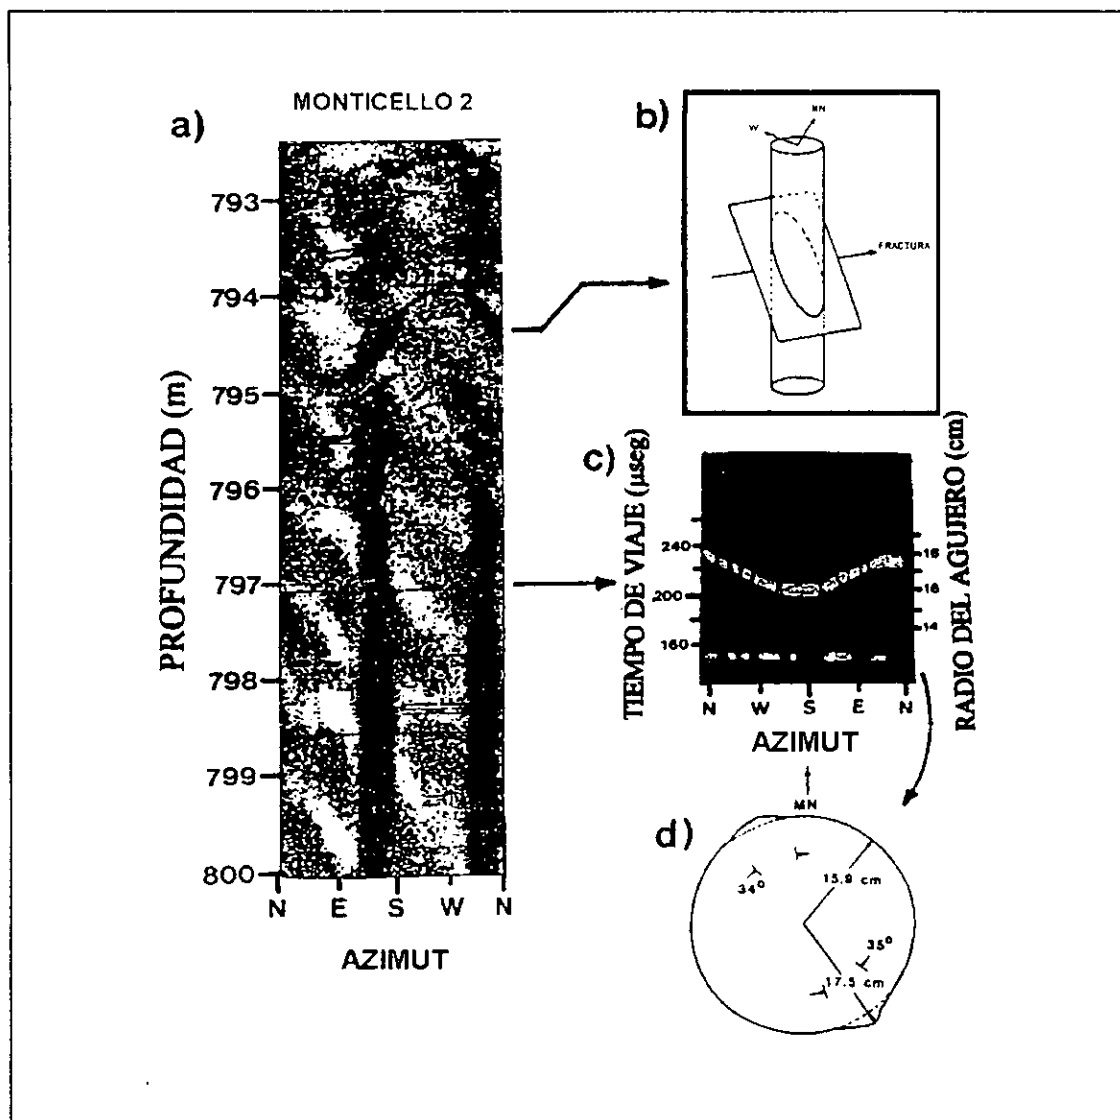 MONTICELLO 2
a)
793
794
795
796
797
798
799
800
PROFUNDIDAD (m)
N E S W N
AZIMUT
b)
MN
W
FRACTURA
c)
TIEMPO DE VIAJE (µseg)
240
200
160
18
16
14
RADIO DEL AGUJERO (cm)
N W S E N
AZIMUT
d)
MN
15.9 cm
34°
35°
17.5 cm